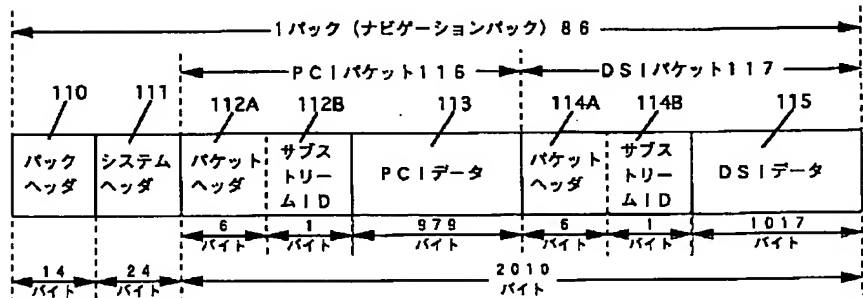 1パック(ナビゲーションパック)86
PCIパケット116
DSIパケット117
110
111
112A
112B
113
114A
114B
115
パック
ヘッダ
システム
ヘッダ
パケット
ヘッダ
サブス
トリー
ムID
PCIデータ
パケット
ヘッダ
サブス
トリー
ムID
DSIデータ
6
バイト
1
バイト
979
バイト
6
バイト
1
バイト
1017
バイト
14
バイト
24
バイト
2010
バイト